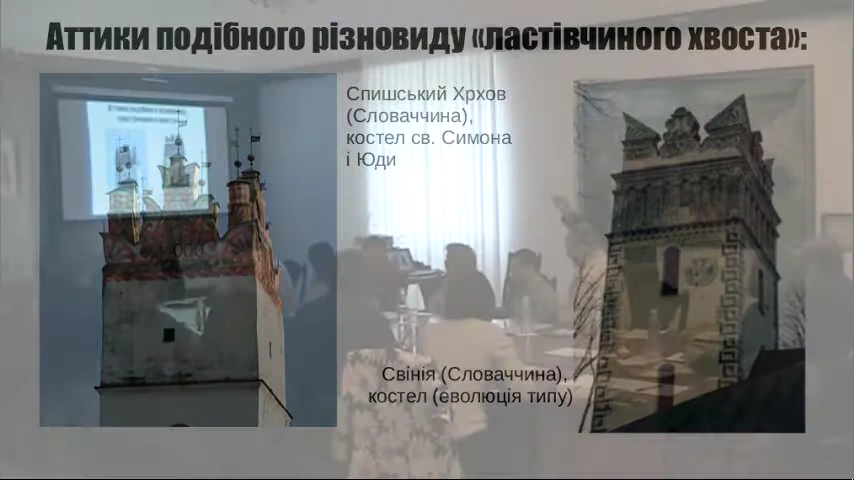 Аттики подібного різновиду «ластівчиного хвоста»:
Спишський Хрхов
(Словаччина),
костел св. Симона
і Юди
Свінія (Словаччина),
костел (еволюція типу)